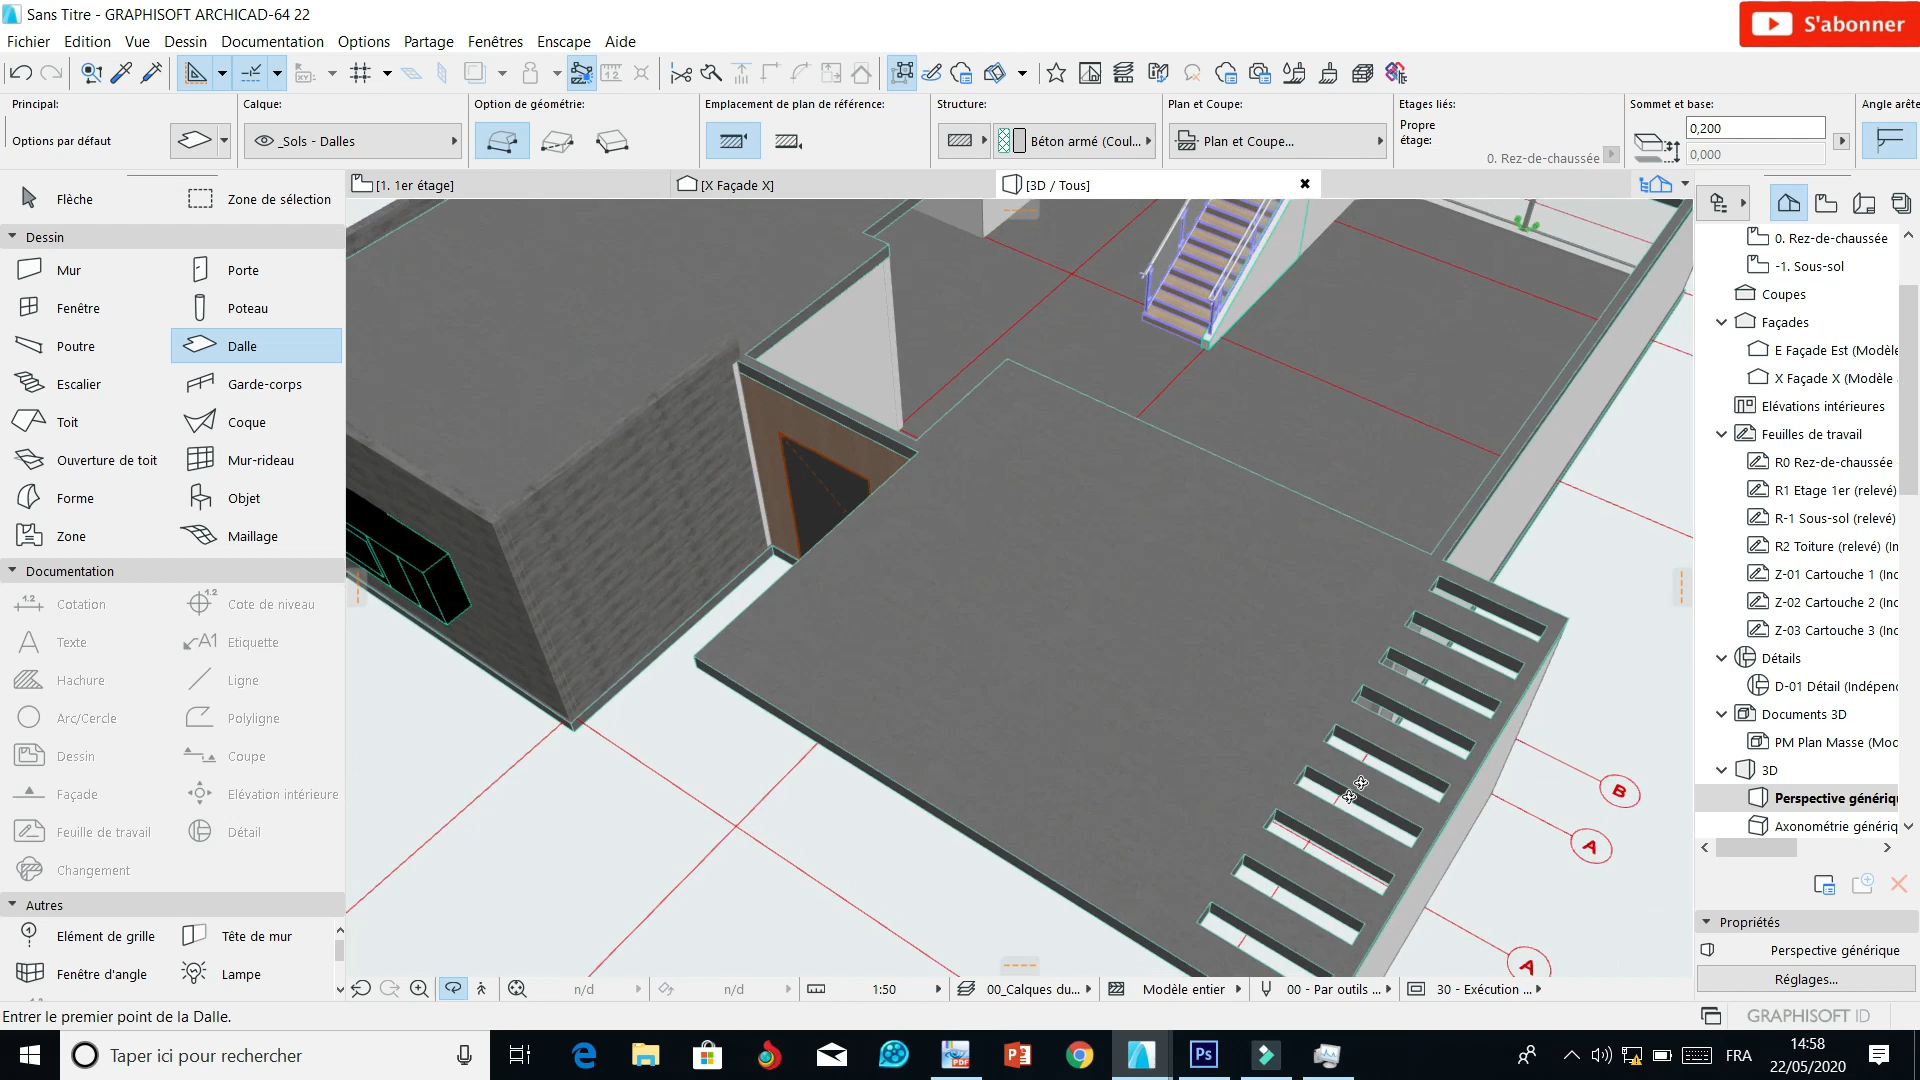 Sans Titre - GRAPHISOFT ARCHICAD-64 22
S'abonner
Fichier Edition Vue Dessin Documentation Options Partage Fenêtres Enscape Aide
Principal: Calque: Option de géométrie: Emplacement de plan de référence: Structure: Plan et Coupe: Etages liés: Sommet et base: Angle arête
Options par défaut
_Sols - Dalles
Béton armé (Coul...
Plan et Coupe...
Propre
étage:
0. Rez-de-chaussée
0,200
0,000
Flèche Zone de sélection
[1. 1er étage]
[X Façade X]
[3D / Tous]
Dessin
Mur Porte
Fenêtre Poteau
Poutre Dalle
Escalier Garde-corps
Toit Coque
Ouverture de toit Mur-rideau
Forme Objet
Zone Maillage
Documentation
1.2 Cotation 1.2 Cote de niveau
A Texte A1 Etiquette
Hachure Ligne
Arc/Cercle Polyligne
Dessin Coupe
Façade Elévation intérieure
Feuille de travail Détail
Changement
Autres
Elément de grille Tête de mur
Fenêtre d'angle Lampe
B
A
A
0. Rez-de-chaussée
-1. Sous-sol
Coupes
Façades
E Façade Est (Modèle
X Façade X (Modèle
Elévations intérieures
Feuilles de travail
R0 Rez-de-chaussée
R1 Etage 1er (relevé)
R-1 Sous-sol (relevé)
R2 Toiture (relevé) (In
Z-01 Cartouche 1 (Inc
Z-02 Cartouche 2 (Inc
Z-03 Cartouche 3 (Inc
Détails
D-01 Détail (Indépenc
Documents 3D
PM Plan Masse (Moc
3D
Perspective génériqu
Axonométrie génériq
Propriétés
Perspective générique
Réglages...
n/d n/d 1:50 00_Calques du... Modèle entier 00 - Par outils ... 30 - Exécution ...
Entrer le premier point de la Dalle.
GRAPHISOFT ID
Taper ici pour rechercher
PDF
P
Ps
FRA
14:58
22/05/2020